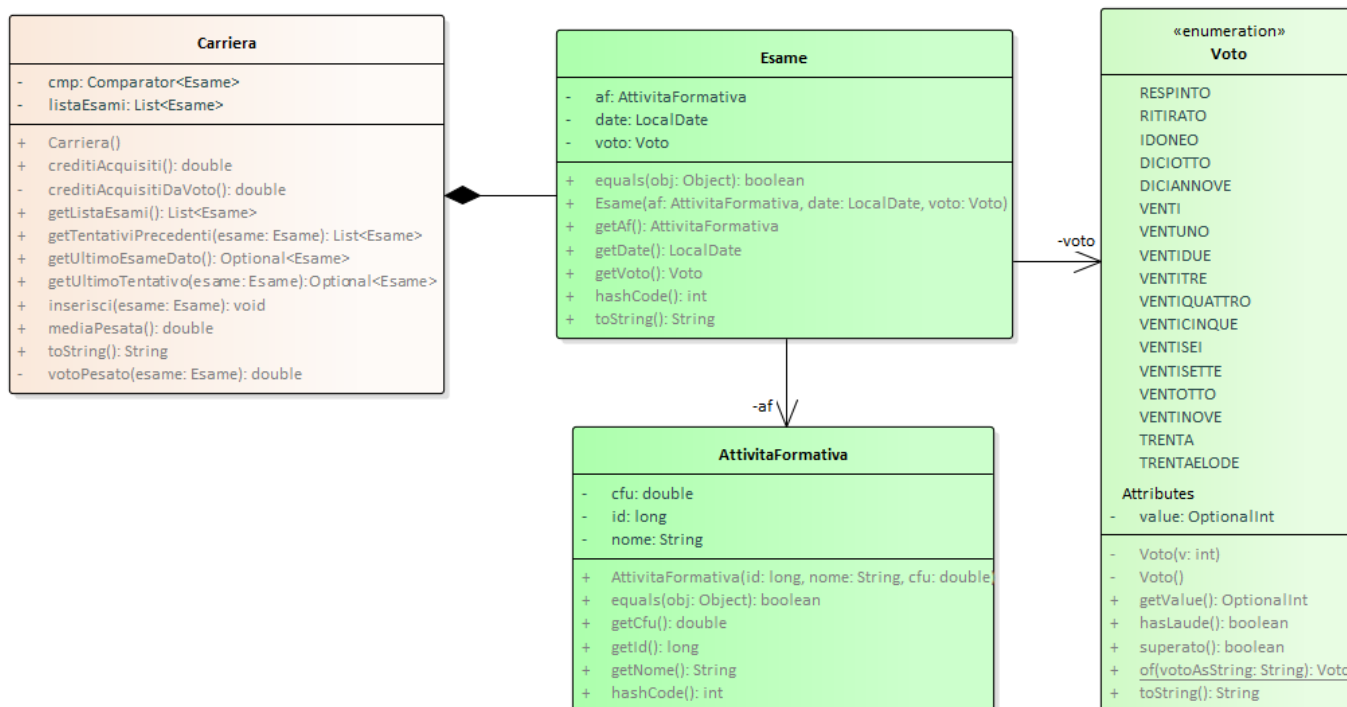 Carriera
- cmp: Comparator<Esame>
- listaEsami: List<Esame>
+ Carriera()
+ creditiAcquisiti(): double
- creditiAcquisitiDaVoto(): double
+ getListaEsami(): List<Esame>
+ getTentativiPrecedenti(esame: Esame): List<Esame>
+ getUltimoEsameDato(): Optional<Esame>
+ getUltimoTentativo(esame: Esame):Optional<Esame>
+ inserisci(esame: Esame): void
+ mediaPesata(): double
+ toString(): String
- votoPesato(esame: Esame): double
Esame
- af: AttivitaFormativa
- date: LocalDate
- voto: Voto
+ equals(obj: Object): boolean
+ Esame(af: AttivitaFormativa, date: LocalDate, voto: Voto)
+ getAf(): AttivitaFormativa
+ getDate(): LocalDate
+ getVoto(): Voto
+ hashCode(): int
+ toString(): String
-voto
-af
AttivitaFormativa
- cfu: double
- id: long
- nome: String
+ AttivitaFormativa(id: long, nome: String, cfu: double)
+ equals(obj: Object): boolean
+ getCfu(): double
+ getId(): long
+ getNome(): String
+ hashCode(): int
«enumeration»
Voto
RESPINTO
RITIRATO
IDONEO
DICIOTTO
DICIANNOVE
VENTI
VENTUNO
VENTIDUE
VENTITRE
VENTIQUATTRO
VENTICINQUE
VENTISEI
VENTISETTE
VENTOTTO
VENTINOVE
TRENTA
TRENTAELODE
Attributes
- value: OptionalInt
- Voto(v: int)
- Voto()
+ getValue(): OptionalInt
+ hasLaude(): boolean
+ superato(): boolean
+ of(votoAsString: String): Voto
+ toString(): String